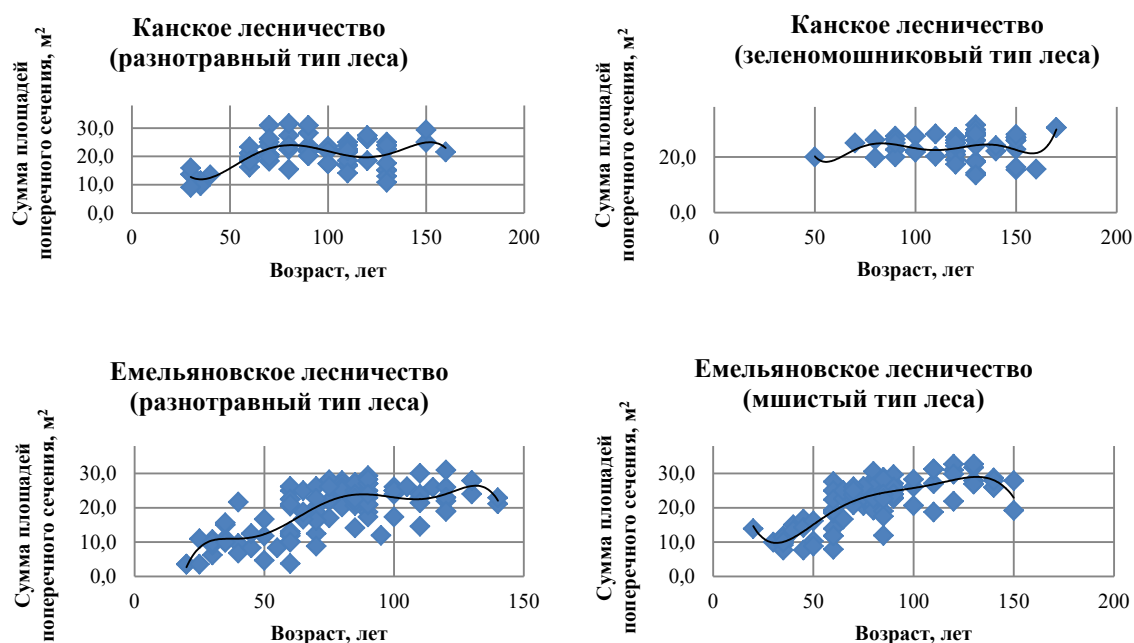 Канское лесничество
(разнотравный тип леса)
Сумма площадей
поперечного сечения, м²
30,0
20,0
10,0
0,0
0 50 100 150 200
Возраст, лет
Канское лесничество
(зеленомошниковый тип леса)
Сумма площадей
поперечного сечения, м²
20,0
0,0
0 50 100 150 200
Возраст, лет
Емельяновское лесничество
(разнотравный тип леса)
Сумма площадей
поперечного сечения, м²
30,0
20,0
10,0
0,0
0 50 100 150
Возраст, лет
Емельяновское лесничество
(мшистый тип леса)
Сумма площадей
поперечного сечения, м²
30,0
20,0
10,0
0,0
0 50 100 150 200
Возраст, лет